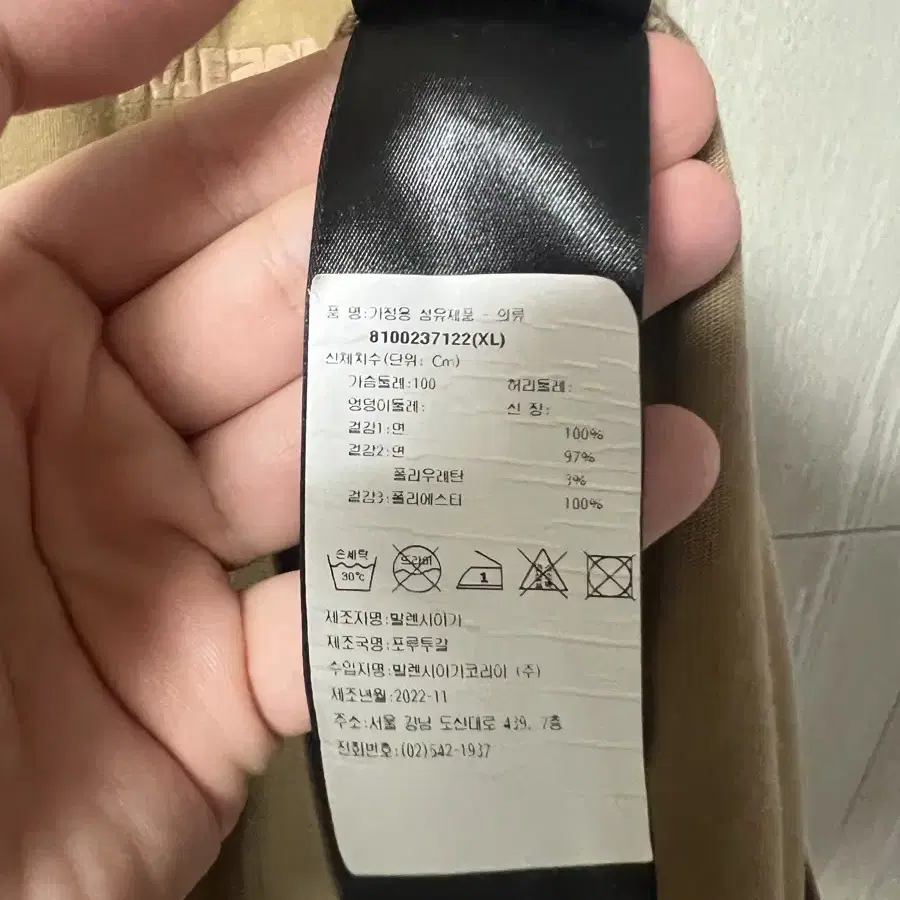 품 명:가정용 섬유제품 - 의류
8100237122(XL)
신체치수(단위: Cm)
가슴둘레:100 허리둘레:
엉덩이둘레: 신 장:
겉감1:면 100%
겉감2:면 97%
폴리우레탄 3%
겉감3:폴리에스터 100%
손세탁 30℃ 드라이 1
제조자명:발렌시아가
제조국명:포루투갈
수입자명:발렌시아가코리아 (주)
제조년월:2022-11
주소:서울 강남 도산대로 439, 7층
전화번호:(02)542-1937